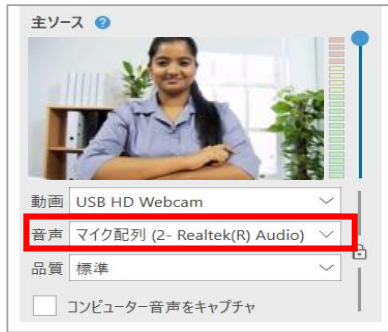 主ソース ?
動画 USB HD Webcam
音声 マイク配列 (2- Realtek(R) Audio)
品質 標準
コンピューター音声をキャプチャ